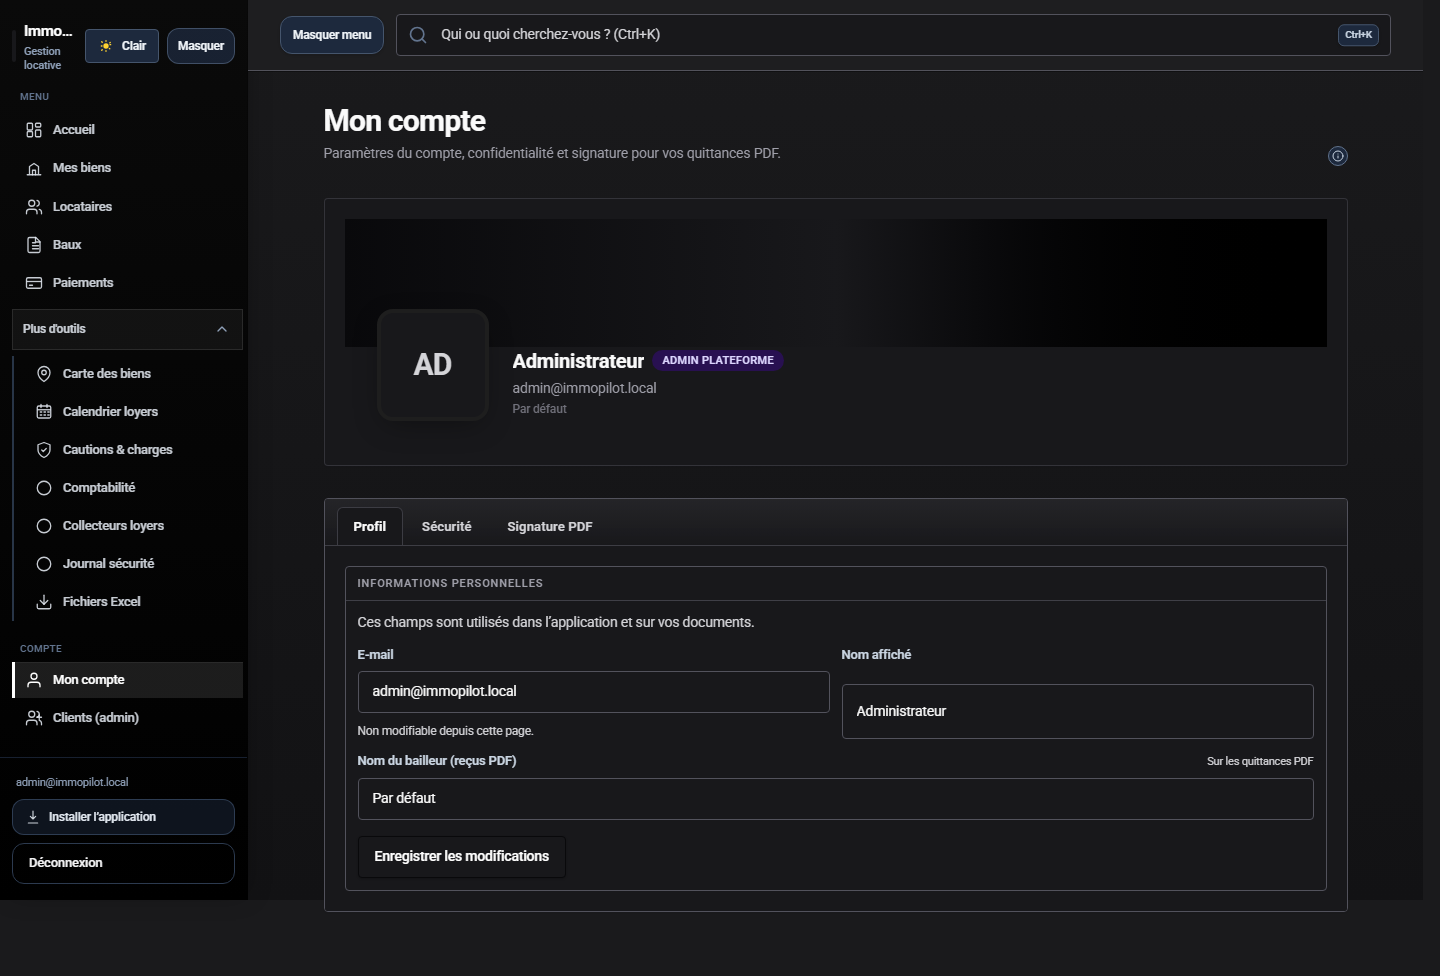 Immo...
Gestion
locative
Clair
Masquer
MENU
Accueil
Mes biens
Locataires
Baux
Paiements
Plus d'outils
Carte des biens
Calendrier loyers
Cautions & charges
Comptabilité
Collecteurs loyers
Journal sécurité
Fichiers Excel
COMPTE
Mon compte
Clients (admin)
admin@immopilot.local
Installer l'application
Déconnexion
Masquer menu
Qui ou quoi cherchez-vous ? (Ctrl+K)
Ctrl+K
Mon compte
Paramètres du compte, confidentialité et signature pour vos quittances PDF.
AD
Administrateur
ADMIN PLATEFORME
admin@immopilot.local
Par défaut
Profil
Sécurité
Signature PDF
INFORMATIONS PERSONNELLES
Ces champs sont utilisés dans l'application et sur vos documents.
E-mail
admin@immopilot.local
Non modifiable depuis cette page.
Nom affiché
Administrateur
Nom du bailleur (reçus PDF)
Sur les quittances PDF
Par défaut
Enregistrer les modifications